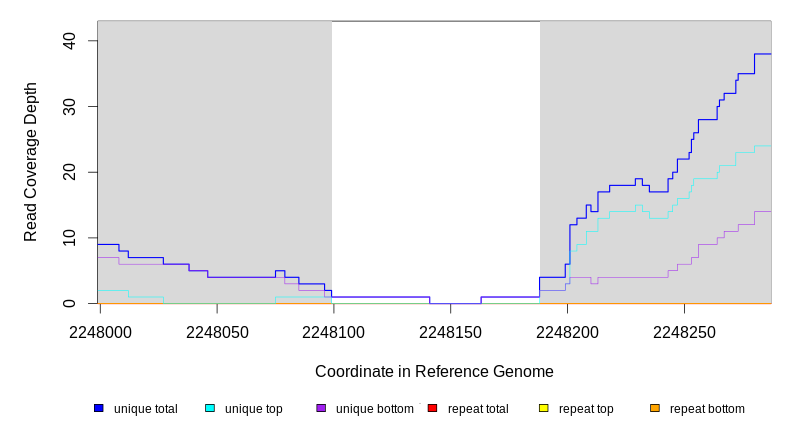 Read Coverage Depth
40
30
20
10
0
2248000 2248050 2248100 2248150 2248200 2248250
Coordinate in Reference Genome
unique total unique top unique bottom repeat total repeat top repeat bottom